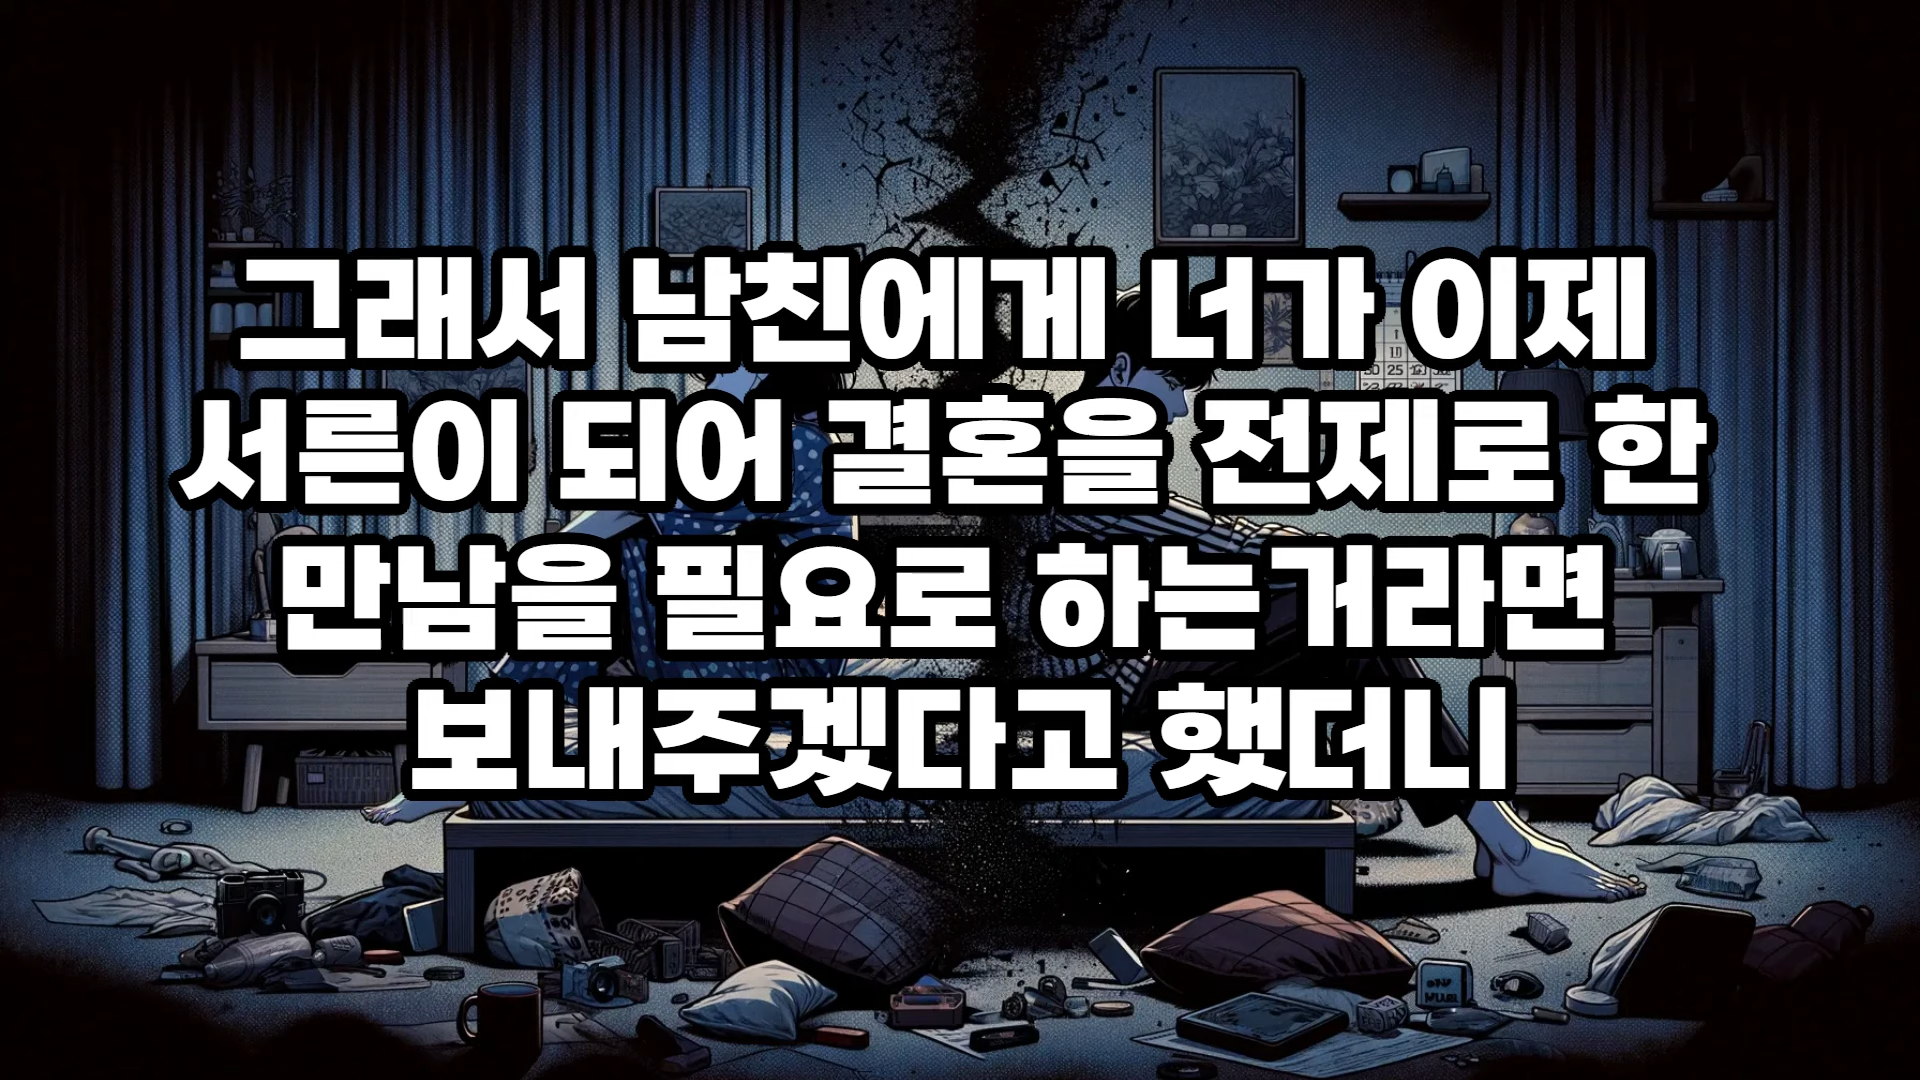 그래서 남친에게 너가 이제
서른이 되어 결혼을 전제로 한
만남을 필요로 하는거라면
보내주겠다고 했더니